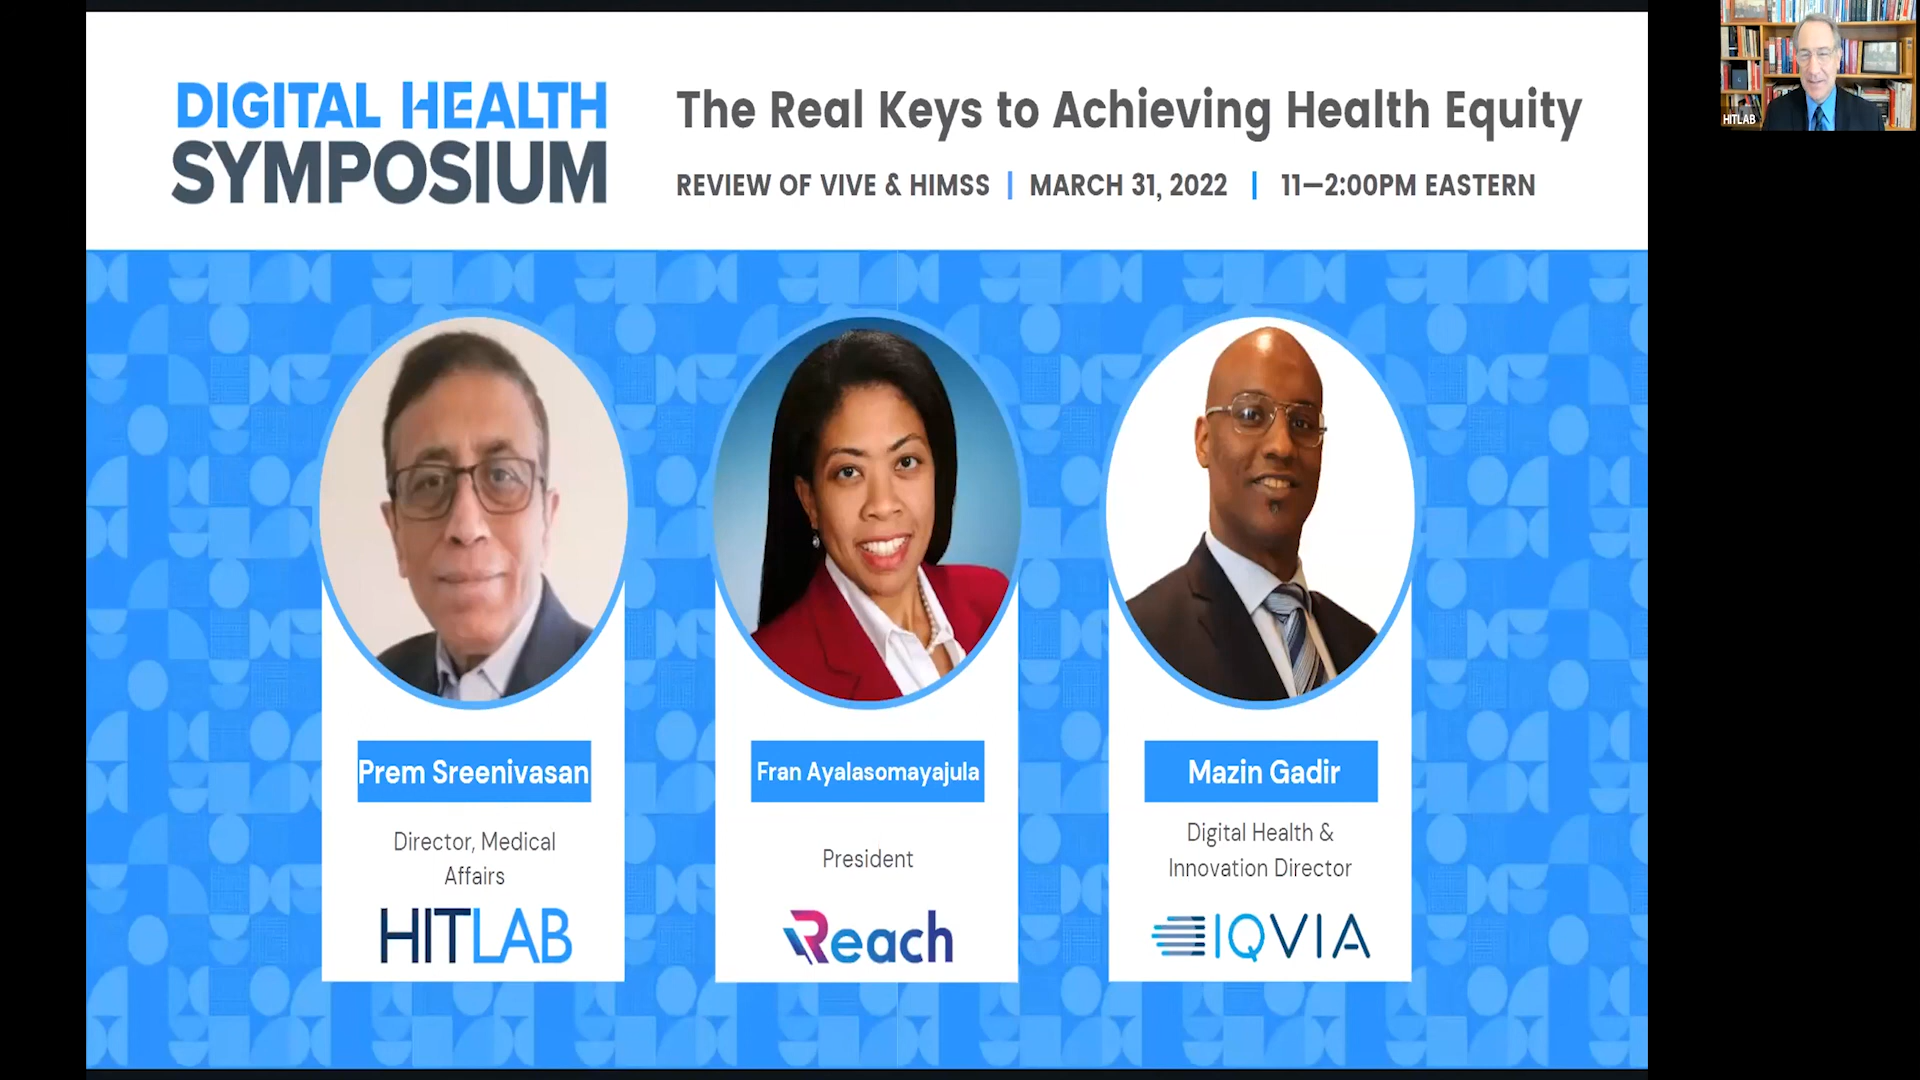 DIGITAL HEALTH
SYMPOSIUM
The Real Keys to Achieving Health Equity
REVIEW OF VIVE & HIMSS | MARCH 31, 2022 | 11–2:00PM EASTERN
HITLAB
Prem Sreenivasan
Director, Medical
Affairs
HITLAB
Fran Ayalasomayajula
President
Reach
Mazin Gadir
Digital Health &
Innovation Director
IQVIA